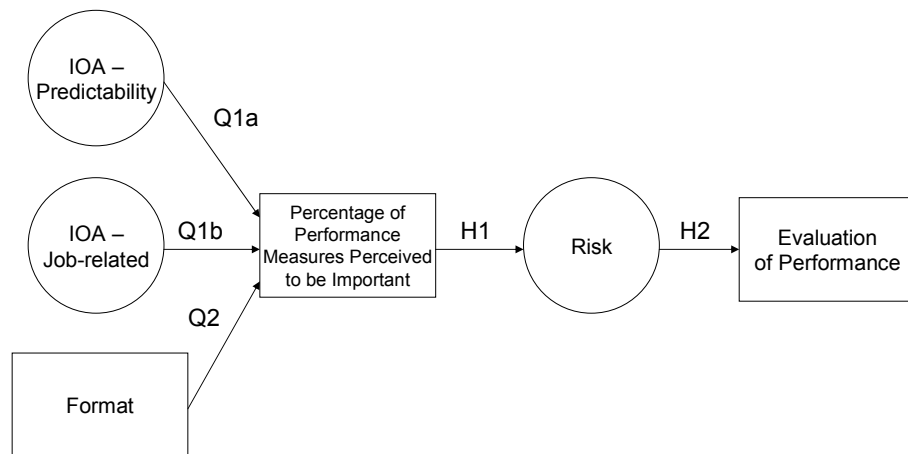 IOA –
Predictability
Q1a
IOA –
Job-related
Q1b
Percentage of
Performance
Measures Perceived
to be Important
H1
Risk
H2
Evaluation
of Performance
Q2
Format